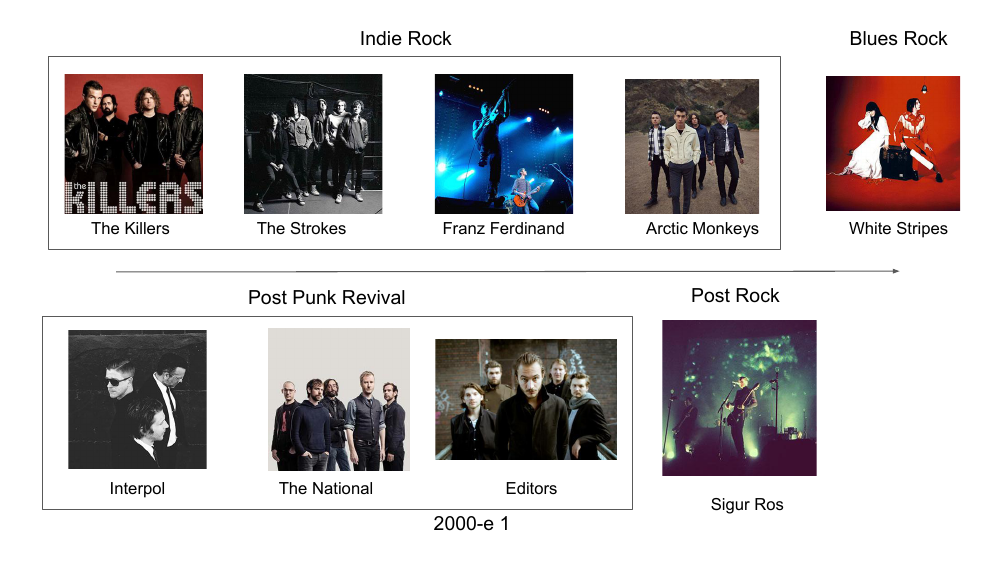 Indie Rock
Blues Rock
the
KILLERS
The Killers
The Strokes
Franz Ferdinand
Arctic Monkeys
White Stripes
Post Punk Revival
Post Rock
Interpol
The National
Editors
Sigur Ros
2000-e 1